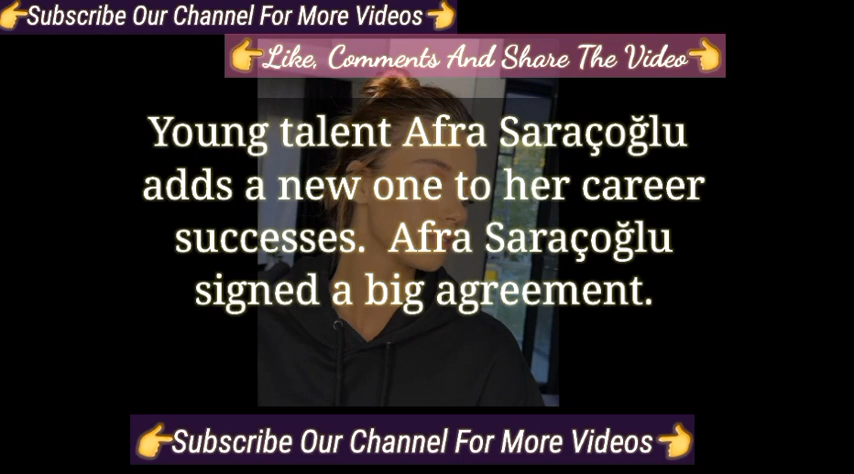 👉Subscribe Our Channel For More Videos👈
👉Like, Comments And Share The Video👈
Young talent Afra Saraçoğlu
adds a new one to her career
successes.  Afra Saraçoğlu
signed a big agreement.
👉Subscribe Our Channel For More Videos👈